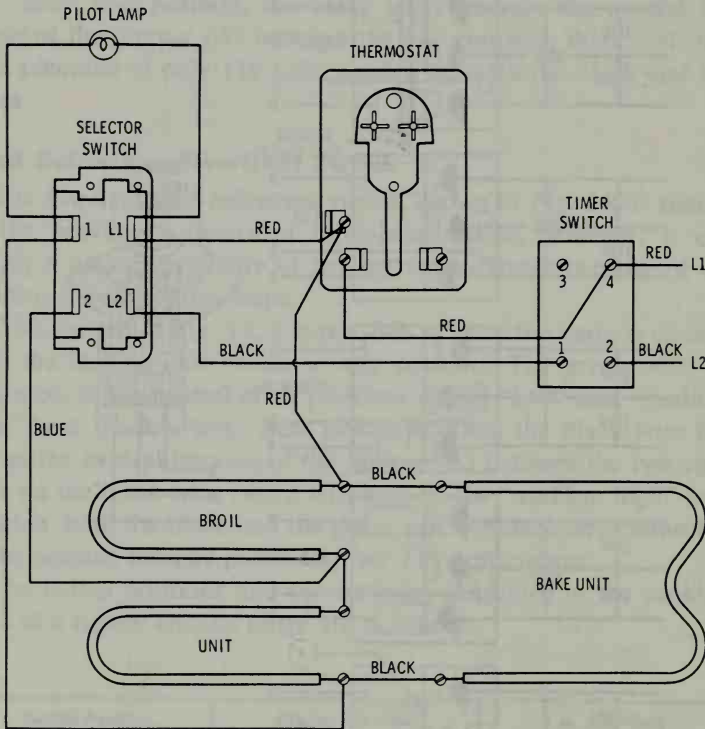 PILOT LAMP
THERMOSTAT
SELECTOR
SWITCH
1 L1
2 L2
RED
TIMER
SWITCH
3 4
RED L1
RED
1 2
BLACK L2
BLACK
RED
BLUE
BLACK
BROIL
BAKE UNIT
UNIT
BLACK